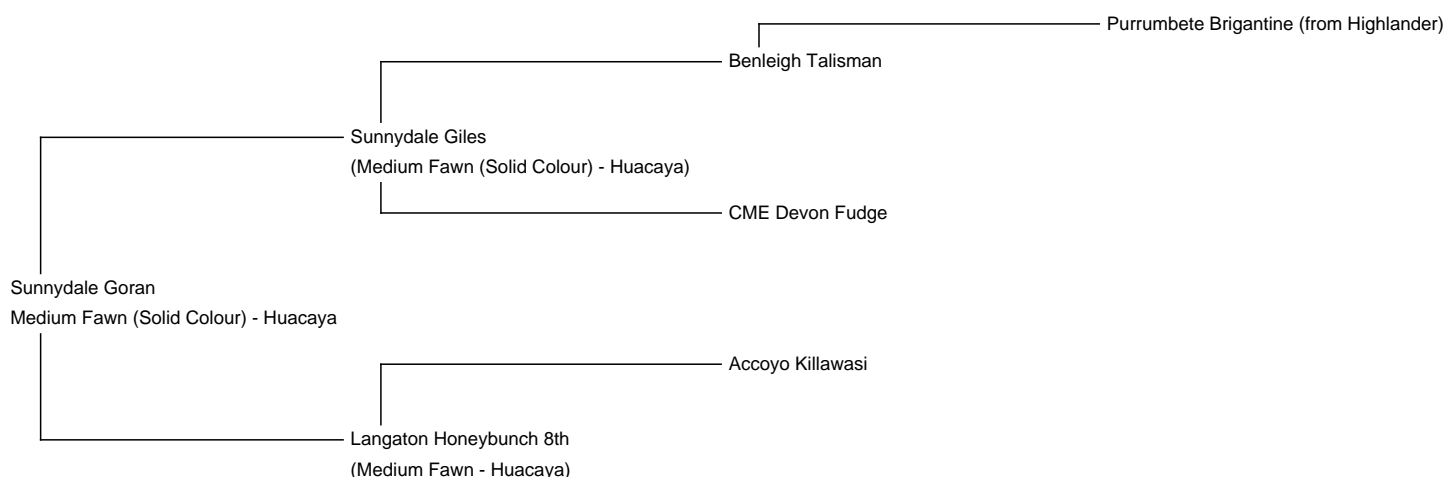 Purrumbete Brigantine (from Highlander)
Benleigh Talisman
Sunnydale Giles
(Medium Fawn (Solid Colour) - Huacaya)
CME Devon Fudge
Sunnydale Goran
Medium Fawn (Solid Colour) - Huacaya
Accoyo Killawasi
Langaton Honeybunch 8th
(Medium Fawn - Huacaya)